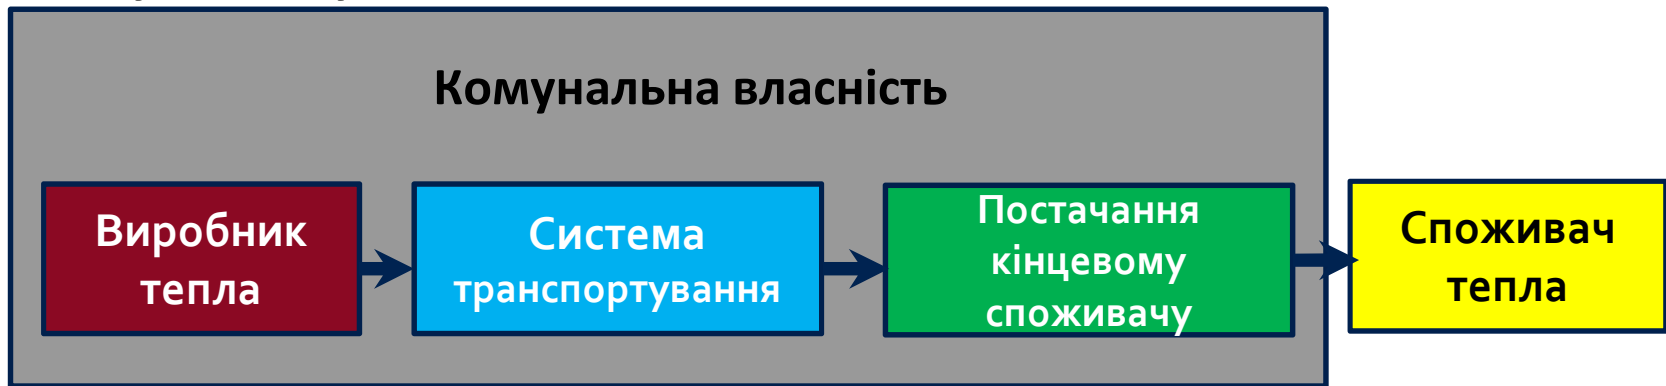 Комунальна власність
Виробник
тепла
Система
транспортування
Постачання
кінцевому
споживачу
Споживач
тепла